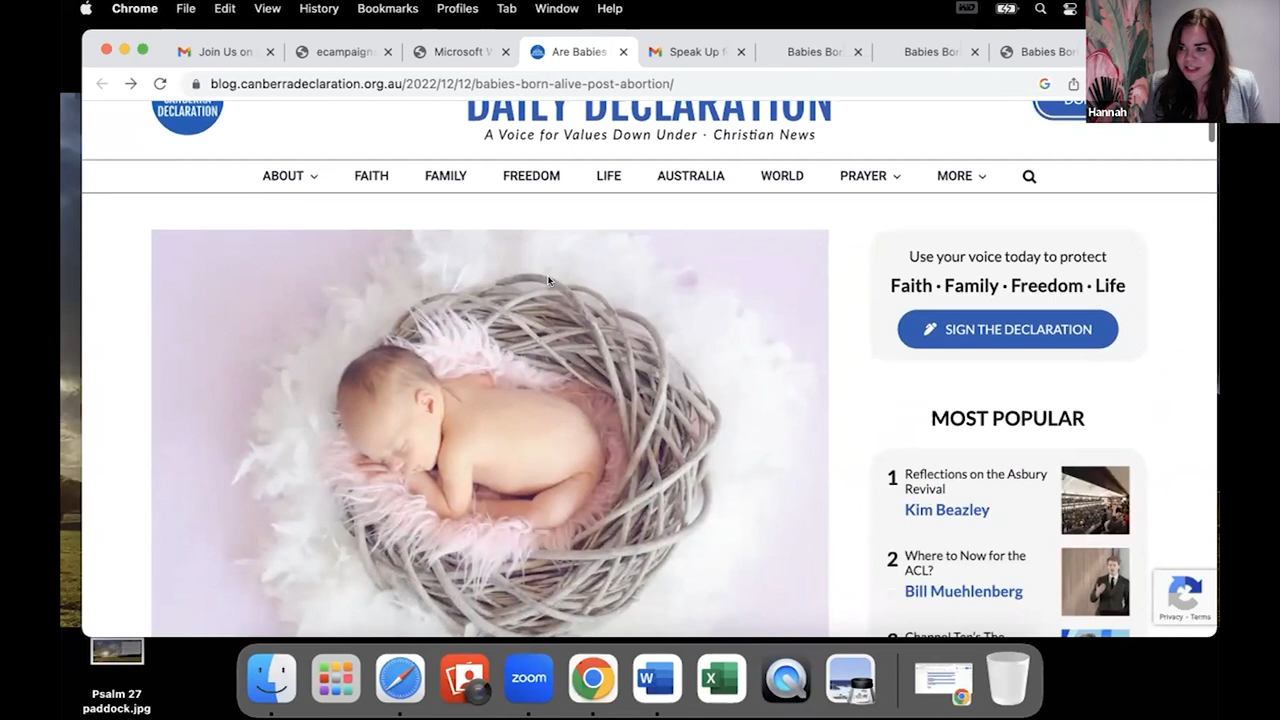 Chrome File Edit View History Bookmarks Profiles Tab Window Help
Join Us on ecampaign Microsoft W Are Babies Speak Up f Babies Bor Babies Bor Babies Bor
blog.canberradeclaration.org.au/2022/12/12/babies-born-alive-post-abortion/
Hannah
DECLARATION
DAILY DECLARATION
A Voice for Values Down Under · Christian News
ABOUT FAITH FAMILY FREEDOM LIFE AUSTRALIA WORLD PRAYER MORE
Use your voice today to protect
Faith · Family · Freedom · Life
SIGN THE DECLARATION
MOST POPULAR
1 Reflections on the Asbury
Revival
Kim Beazley
2 Where to Now for the
ACL?
Bill Muehlenberg
Channel Ten's The
Privacy - Terms
zoom
Psalm 27
paddock.jpg